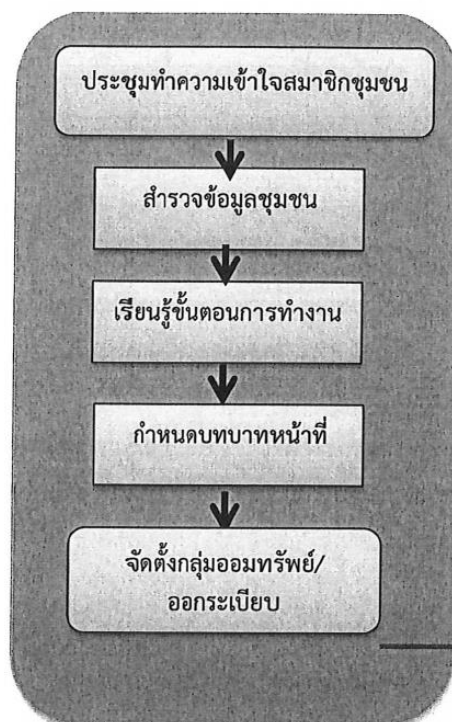 ประชุมทำความเข้าใจสมาชิกชุมชน
สำรวจข้อมูลชุมชน
เรียนรู้ขั้นตอนการทำงาน
กำหนดบทบาทหน้าที่
จัดตั้งกลุ่มออมทรัพย์/
ออกระเบียบ